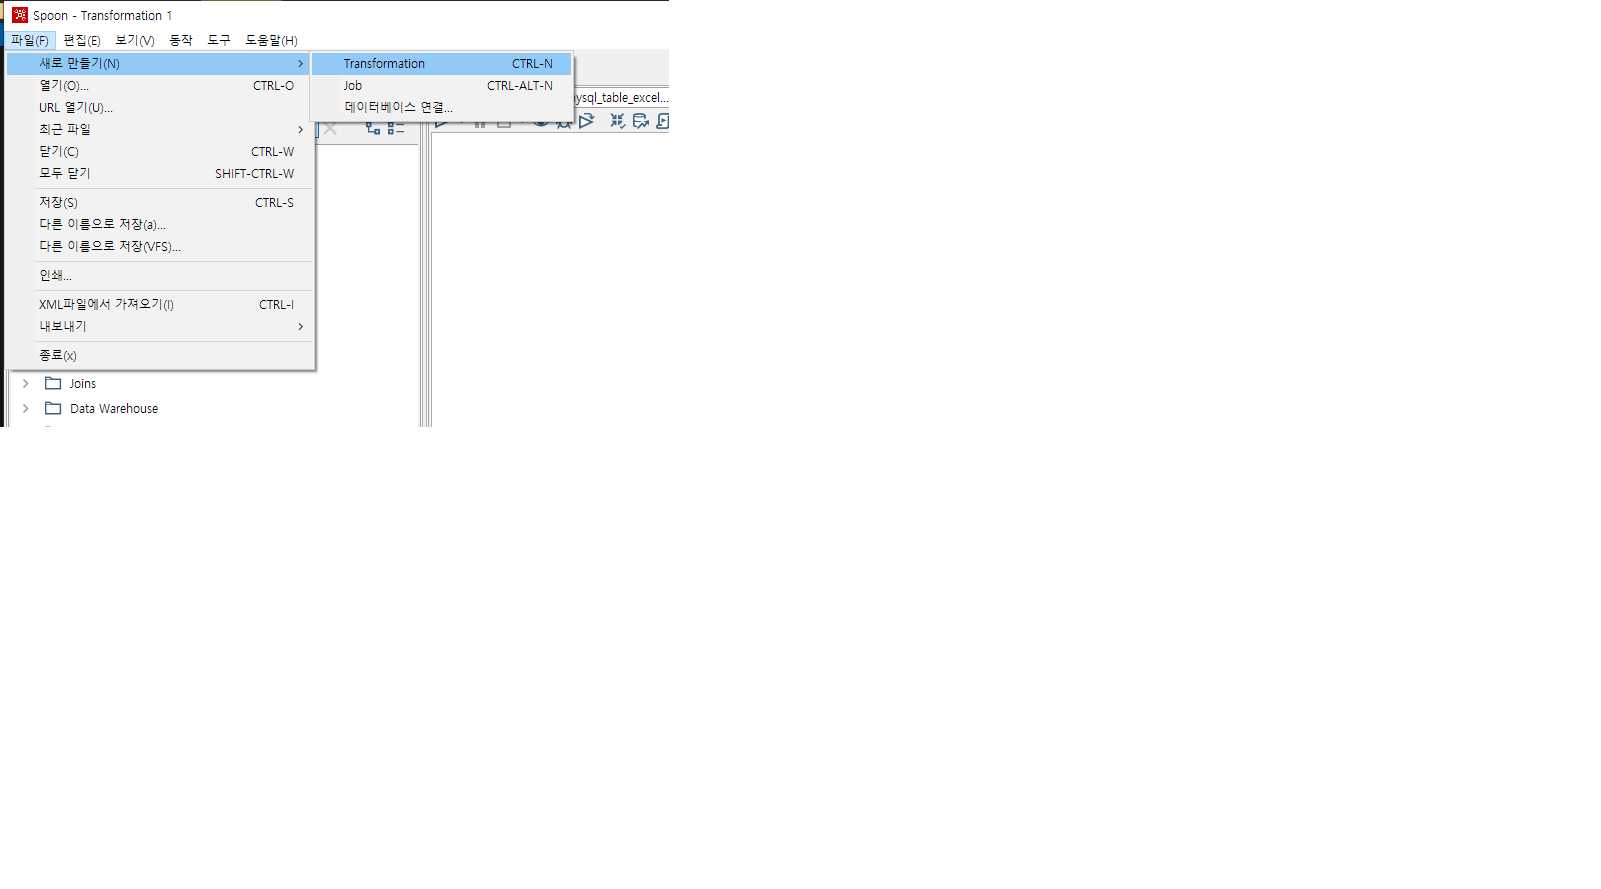 Spoon - Transformation 1
파일(F) 편집(E) 보기(V) 동작 도구 도움말(H)
새로 만들기(N)
Transformation CTRL-N
열기(O)... CTRL-O
Job CTRL-ALT-N
URL 열기(U)...
데이터베이스 연결...
최근 파일
닫기(C) CTRL-W
모두 닫기 SHIFT-CTRL-W
저장(S) CTRL-S
다른 이름으로 저장(a)...
다른 이름으로 저장(VFS)...
인쇄...
XML파일에서 가져오기(I) CTRL-I
내보내기
종료(x)
Joins
Data Warehouse